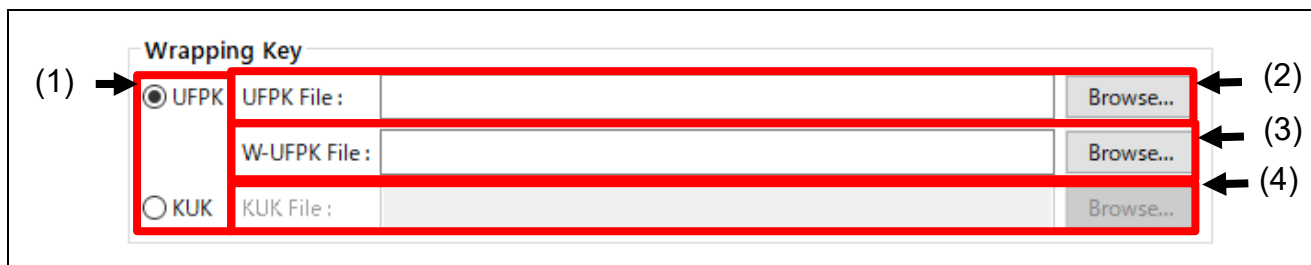 Wrapping Key
(1) UFPK UFPK File : Browse... (2)
W-UFPK File : Browse... (3)
(4)
KUK KUK File : Browse...